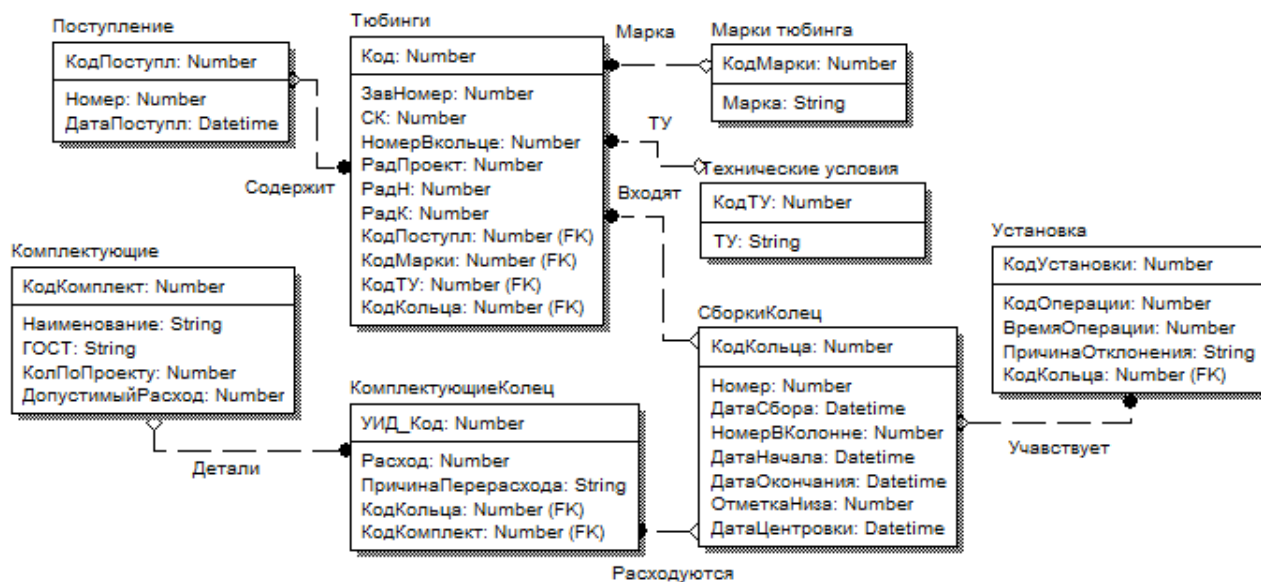 Поступление
КодПоступл: Number
Номер: Number
ДатаПоступл: Datetime
Содержит
Тюбинги
Код: Number
ЗавНомер: Number
СК: Number
НомерВкольце: Number
РадПроект: Number
РадН: Number
РадК: Number
КодПоступл: Number (FK)
КодМарки: Number (FK)
КодТУ: Number (FK)
КодКольца: Number (FK)
Марка
Марки тюбинга
КодМарки: Number
Марка: String
ТУ
Технические условия
КодТУ: Number
ТУ: String
Входят
Установка
КодУстановки: Number
КодОперации: Number
ВремяОперации: Number
ПричинаОтклонения: String
КодКольца: Number (FK)
Комплектующие
КодКомплект: Number
Наименование: String
ГОСТ: String
КолПоПроекту: Number
ДопустимыйРасход: Number
Детали
КомплектующиеКолец
УИД_Код: Number
Расход: Number
ПричинаПерерасхода: String
КодКольца: Number (FK)
КодКомплект: Number (FK)
СборкиКолец
КодКольца: Number
Номер: Number
ДатаСбора: Datetime
НомерВКолонне: Number
ДатаНачала: Datetime
ДатаОкончания: Datetime
ОтметкаНиза: Number
ДатаЦентровки: Datetime
Учавствует
Расходуются